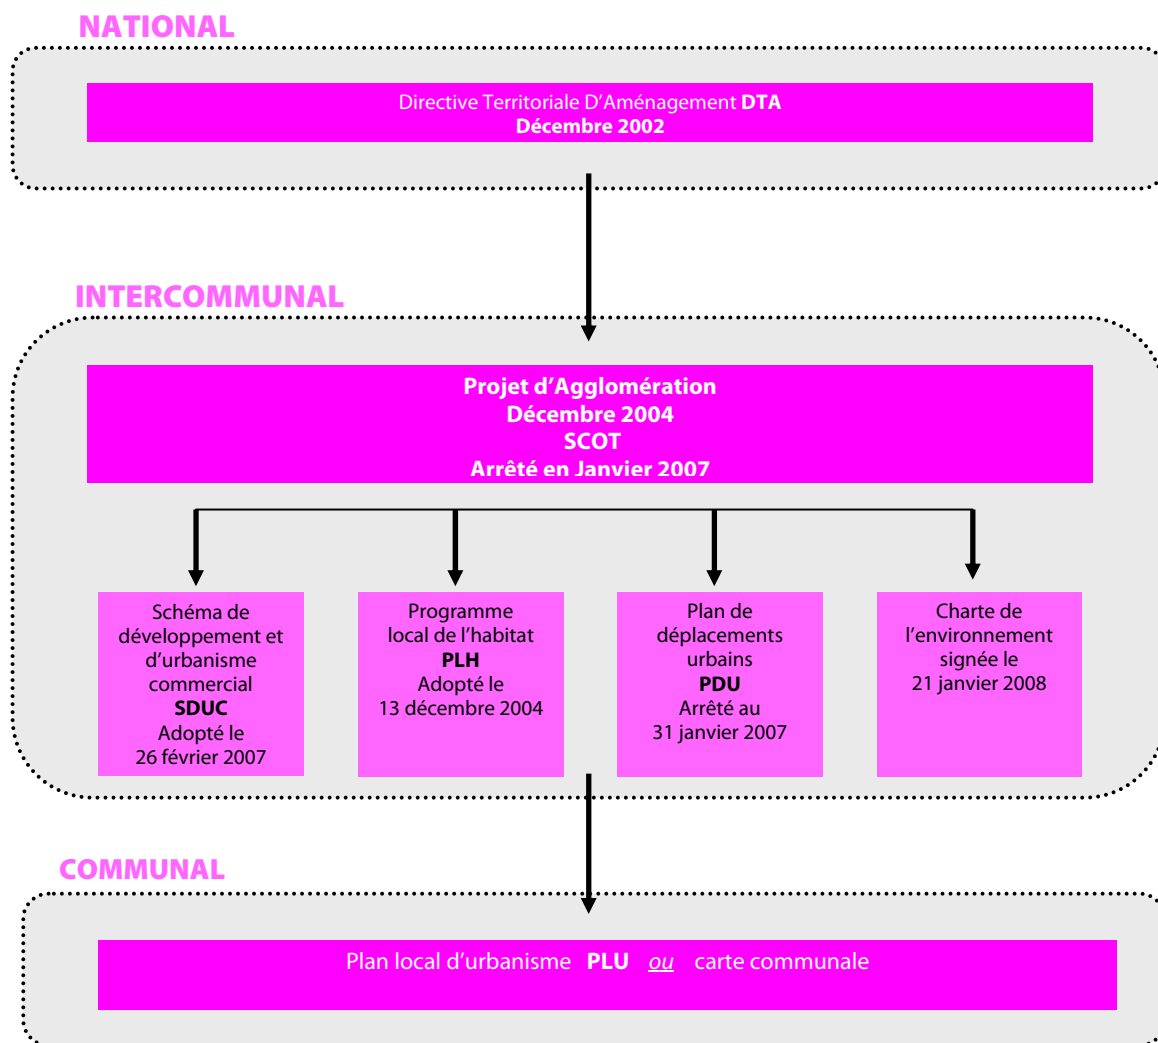 NATIONAL
Directive Territoriale D’Aménagement DTA
Décembre 2002
INTERCOMMUNAL
Projet d’Agglomération
Décembre 2004
SCOT
Arrêté en Janvier 2007
Schéma de
développement et
d’urbanisme
commercial
SDUC
Adopté le
26 février 2007
Programme
local de l’habitat
PLH
Adopté le
13 décembre 2004
Plan de
déplacements
urbains
PDU
Arrêté au
31 janvier 2007
Charte de
l’environnement
signée le
21 janvier 2008
COMMUNAL
Plan local d’urbanisme PLU ou carte communale